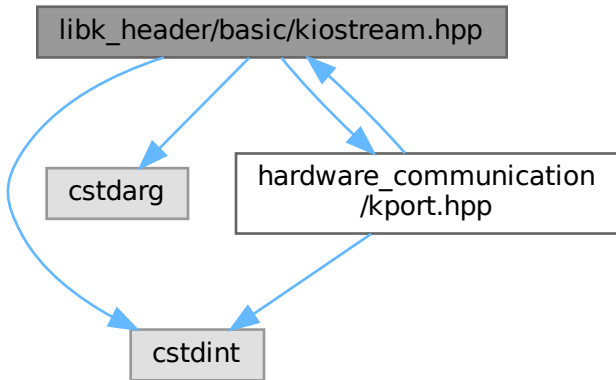 libk_header/basic/kiostream.hpp
cstdarg
hardware_communication
/kport.hpp
cstdint